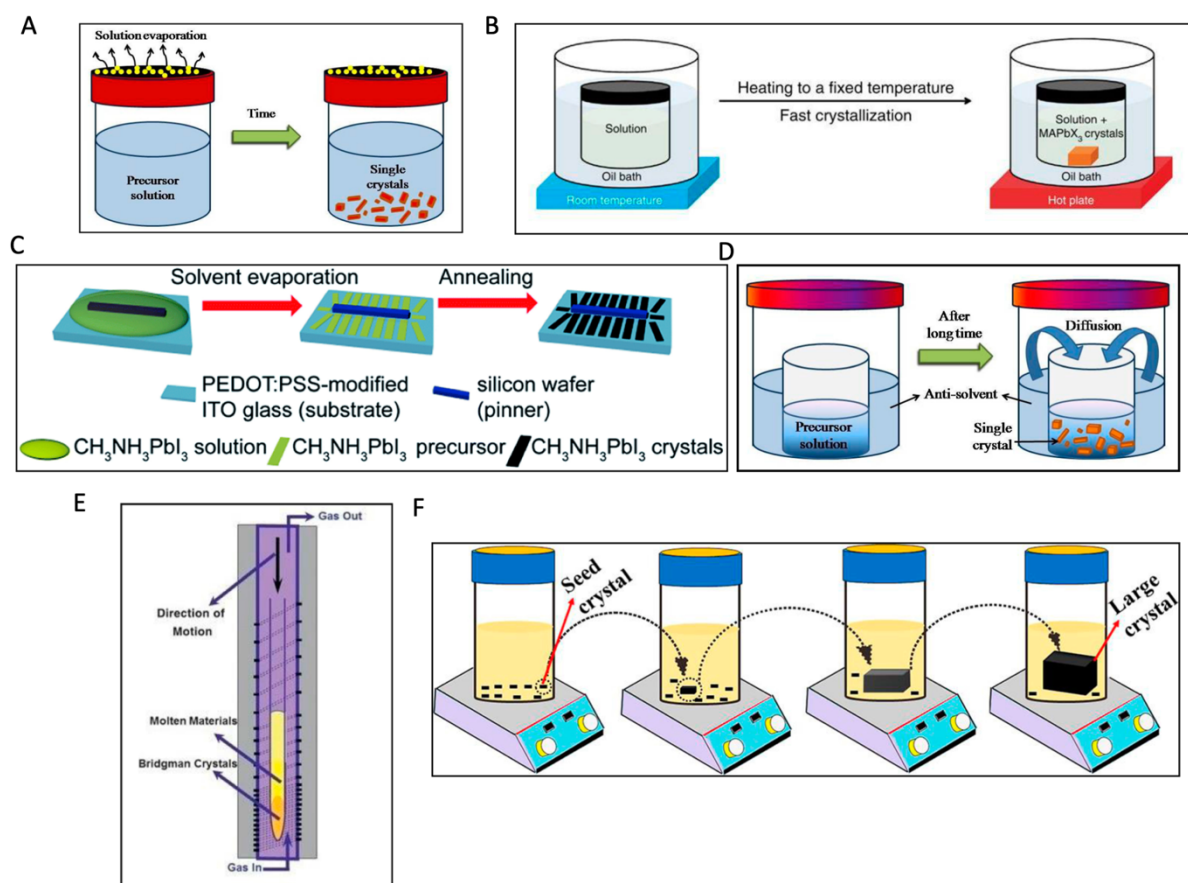 A
Solution evaporation
Time
Precursor
solution
Single
crystals
B
Heating to a fixed temperature
Fast crystallization
Solution
Oil bath
Room temperature
Solution +
MAPbX₃ crystals
Oil bath
Hot plate
C
Solvent evaporation
Annealing
PEDOT:PSS-modified
ITO glass (substrate)
silicon wafer
(pinner)
CH₃NH₃PbI₃ solution
CH₃NH₃PbI₃ precursor
CH₃NH₃PbI₃ crystals
D
After
long time
Diffusion
Anti-solvent
Precursor
solution
Single
crystal
E
Gas Out
Direction of
Motion
Molten Materials
Bridgman Crystals
Gas In
F
Seed
crystal
Large
crystal